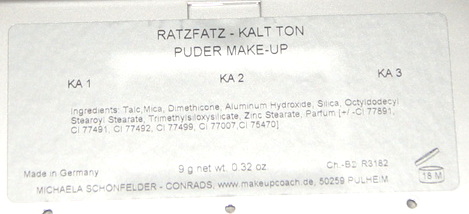 RATZFATZ - KALT TON
PUDER MAKE-UP
KA 1 KA 2 KA 3
Ingredients: Talc, Mica, Dimethicone, Aluminum Hydroxide, Silica, Octyldodecyl
Stearoyl Stearate, Trimethylsiloxysilicate, Zinc Stearate, Parfum [+/-CI 77891,
CI 77491, CI 77492, CI 77499, CI 77007, CI 75470]
Made in Germany 9 g net wt. 0.32 oz. Ch.-B2 R3182
MICHAELA SCHÖNFELDER - CONRADS, www.makeupcoach.de, 50259 PULHEIM
18 M